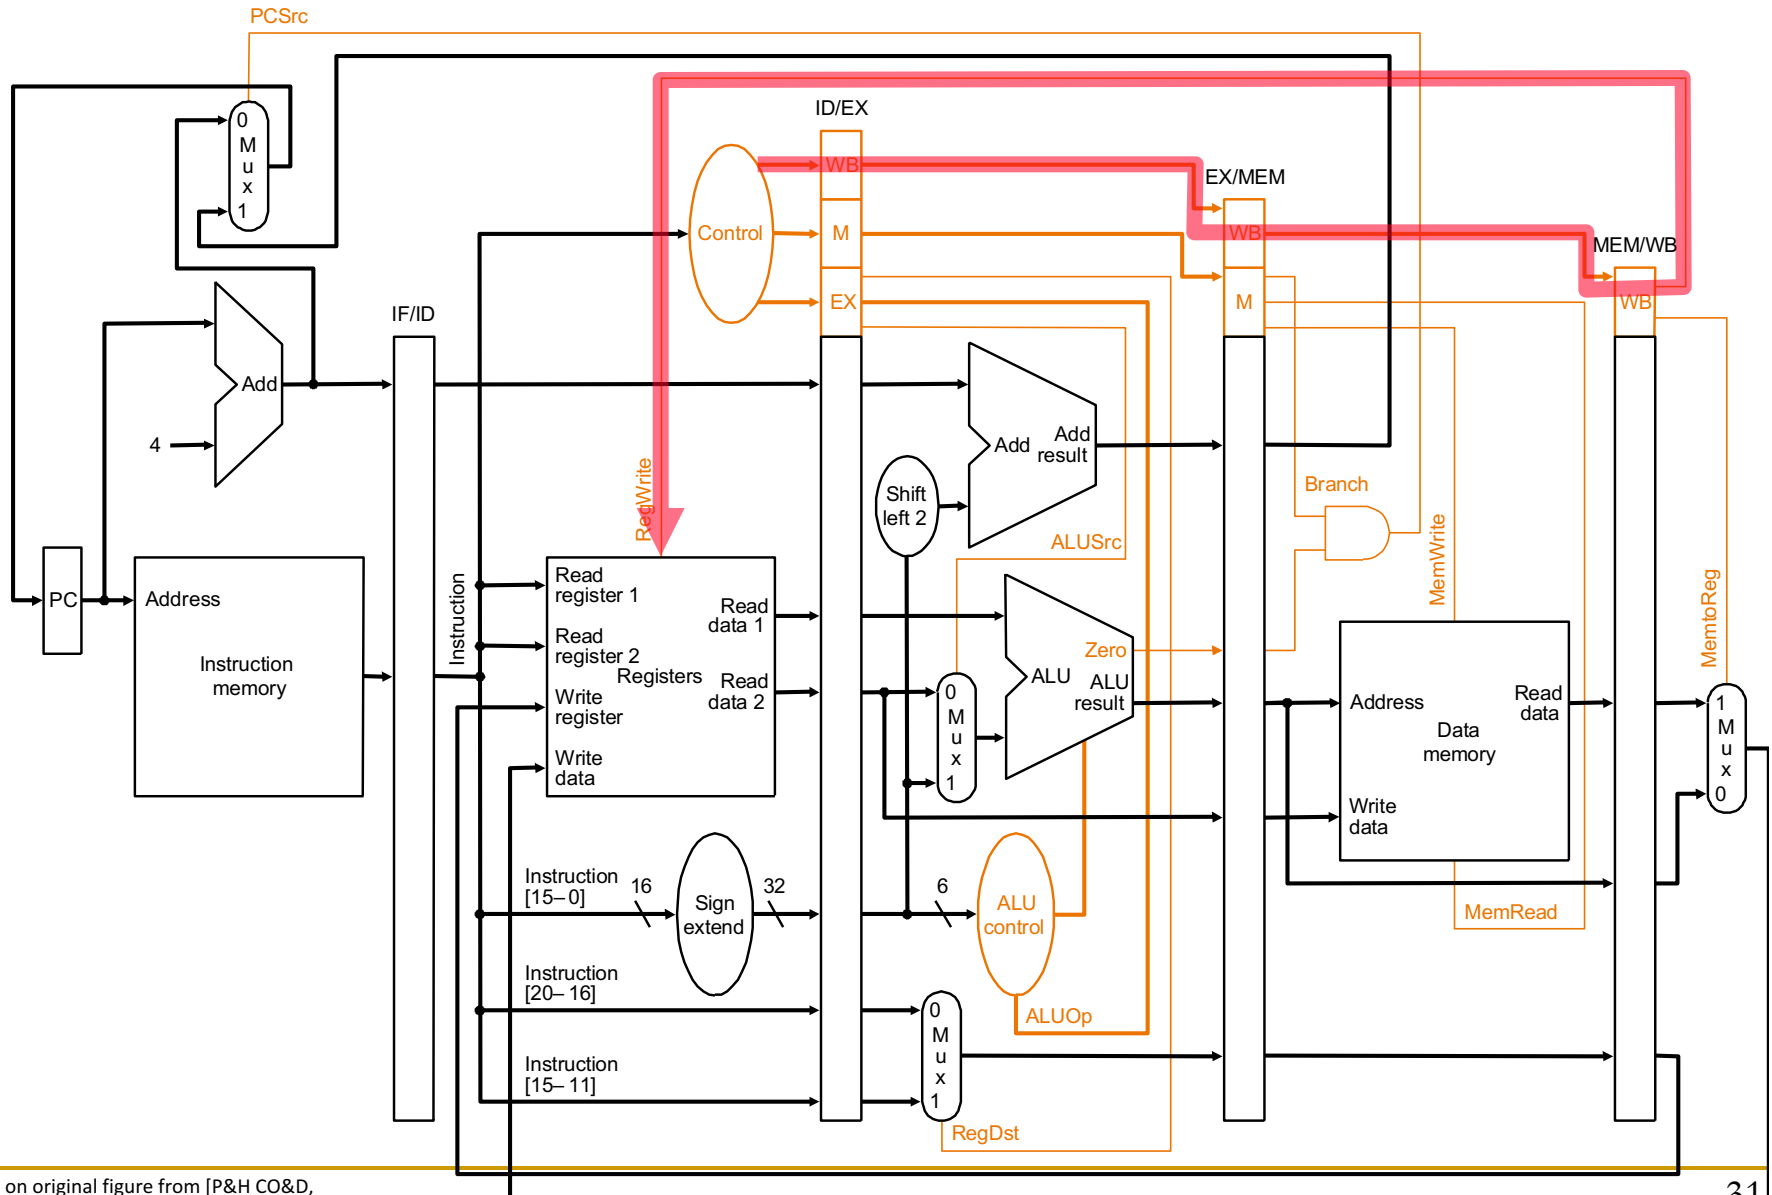 PCSrc
ID/EX
0
M
u
x
1
WB
EX/MEM
Control
M
WB
MEM/WB
EX
M
WB
IF/ID
Add
4
Add
Add
result
RegWrite
Shift
left 2
Branch
ALUSrc
MemWrite
MemtoReg
Instruction
PC
Address
Instruction
memory
Read
register 1
Read
register 2
Registers
Write
register
Write
data
Read
data 1
Read
data 2
Zero
ALU
ALU
result
0
M
u
x
1
Address
Read
data
Data
memory
Write
data
1
M
u
x
0
Instruction
[15–0]
16
Sign
extend
32
6
ALU
control
MemRead
Instruction
[20–16]
ALUOp
0
M
u
x
1
Instruction
[15–11]
RegDst
on original figure from [P&H CO&D,
31